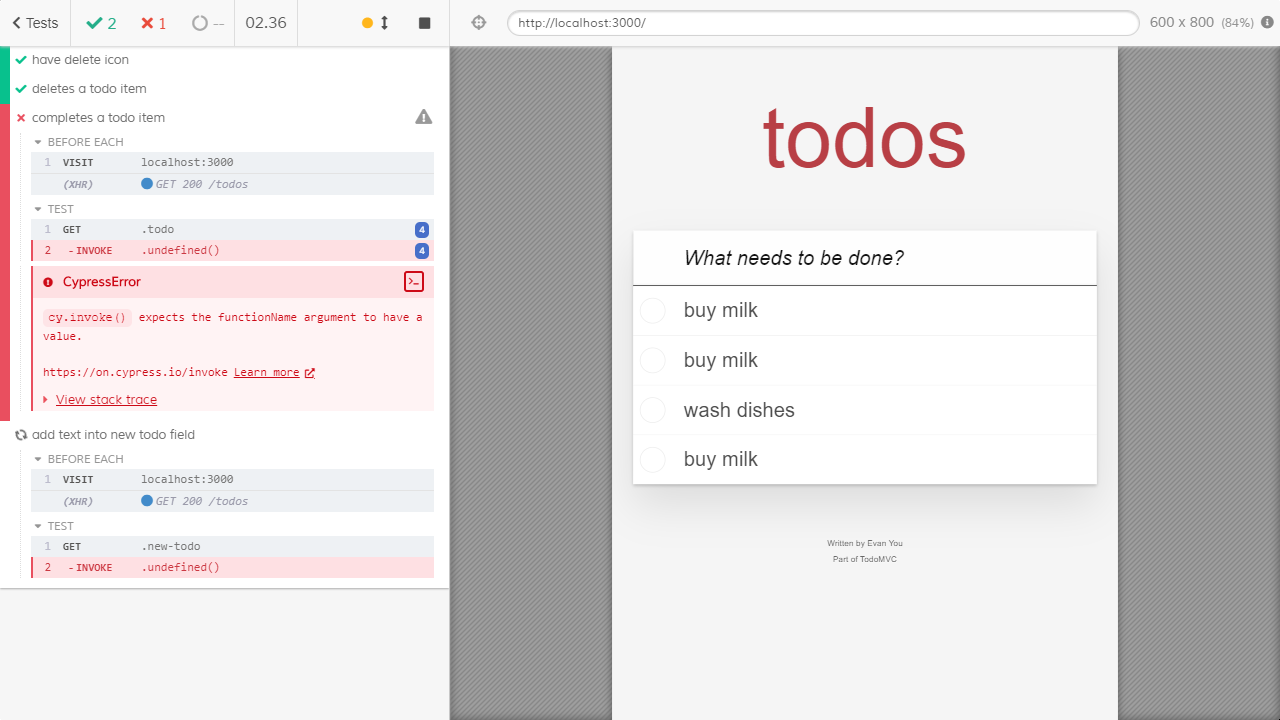 Tests
2
1
--
02.36
http://localhost:3000/
600 x 800 (84%)
have delete icon
deletes a todo item
completes a todo item
BEFORE EACH
1 VISIT localhost:3000
(XHR) GET 200 /todos
TEST
1 GET .todo 4
2 -INVOKE .undefined() 4
CypressError
cy.invoke() expects the functionName argument to have a
value.
https://on.cypress.io/invoke Learn more
View stack trace
add text into new todo field
BEFORE EACH
1 VISIT localhost:3000
(XHR) GET 200 /todos
TEST
1 GET .new-todo
2 -INVOKE .undefined()
todos
What needs to be done?
buy milk
buy milk
wash dishes
buy milk
Written by Evan You
Part of TodoMVC